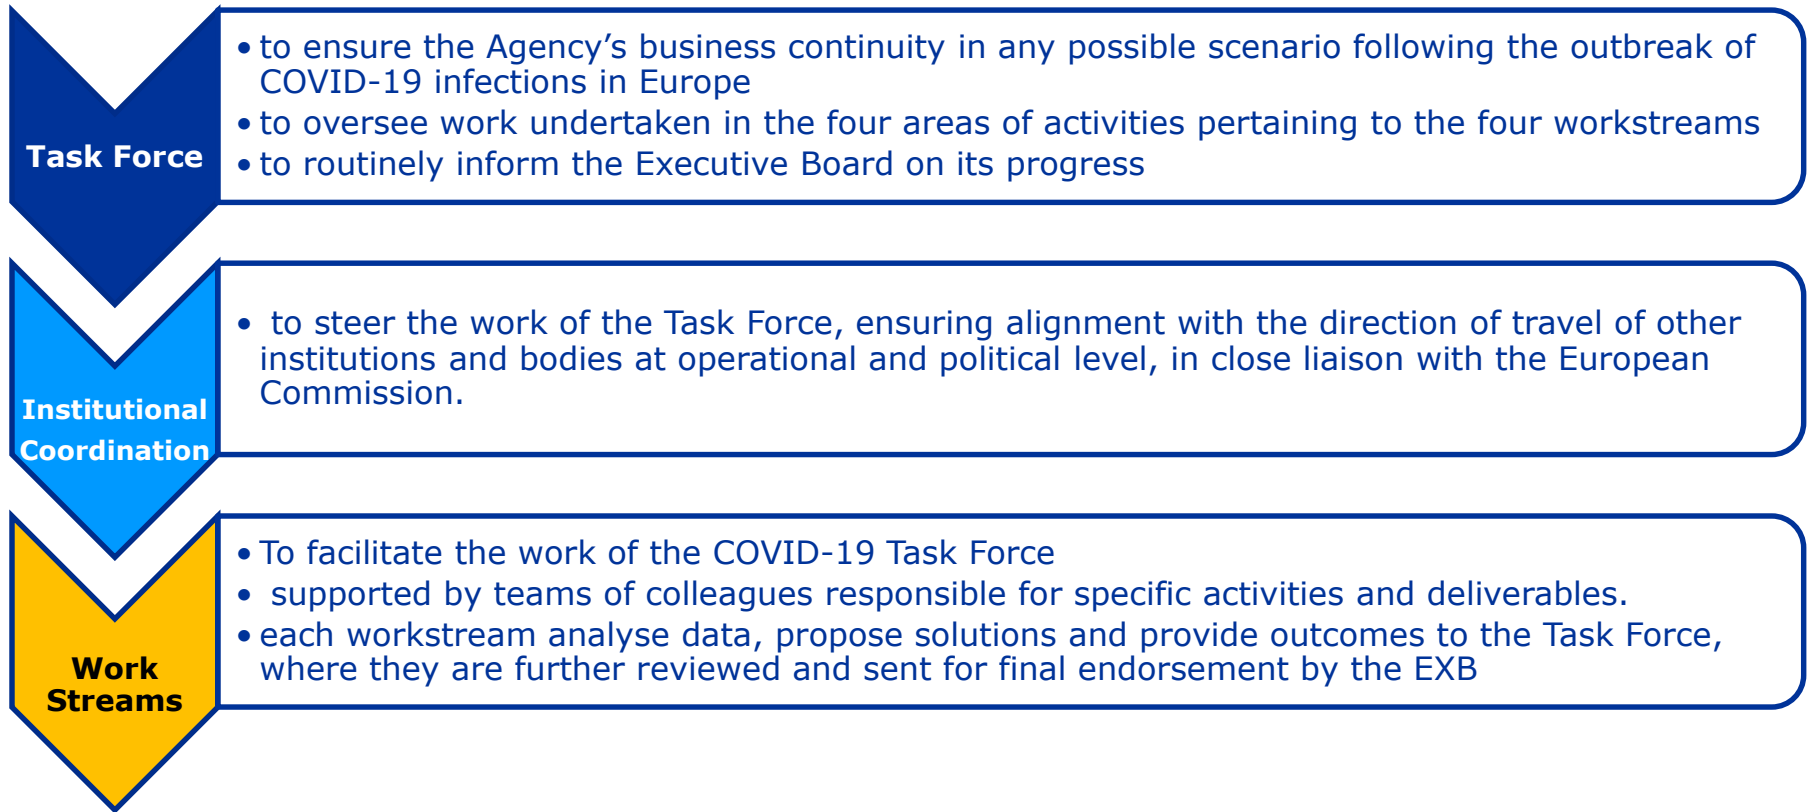 Task Force
• to ensure the Agency’s business continuity in any possible scenario following the outbreak of
COVID-19 infections in Europe
• to oversee work undertaken in the four areas of activities pertaining to the four workstreams
• to routinely inform the Executive Board on its progress
Institutional
Coordination
• to steer the work of the Task Force, ensuring alignment with the direction of travel of other
institutions and bodies at operational and political level, in close liaison with the European
Commission.
Work
Streams
• To facilitate the work of the COVID-19 Task Force
• supported by teams of colleagues responsible for specific activities and deliverables.
• each workstream analyse data, propose solutions and provide outcomes to the Task Force,
where they are further reviewed and sent for final endorsement by the EXB